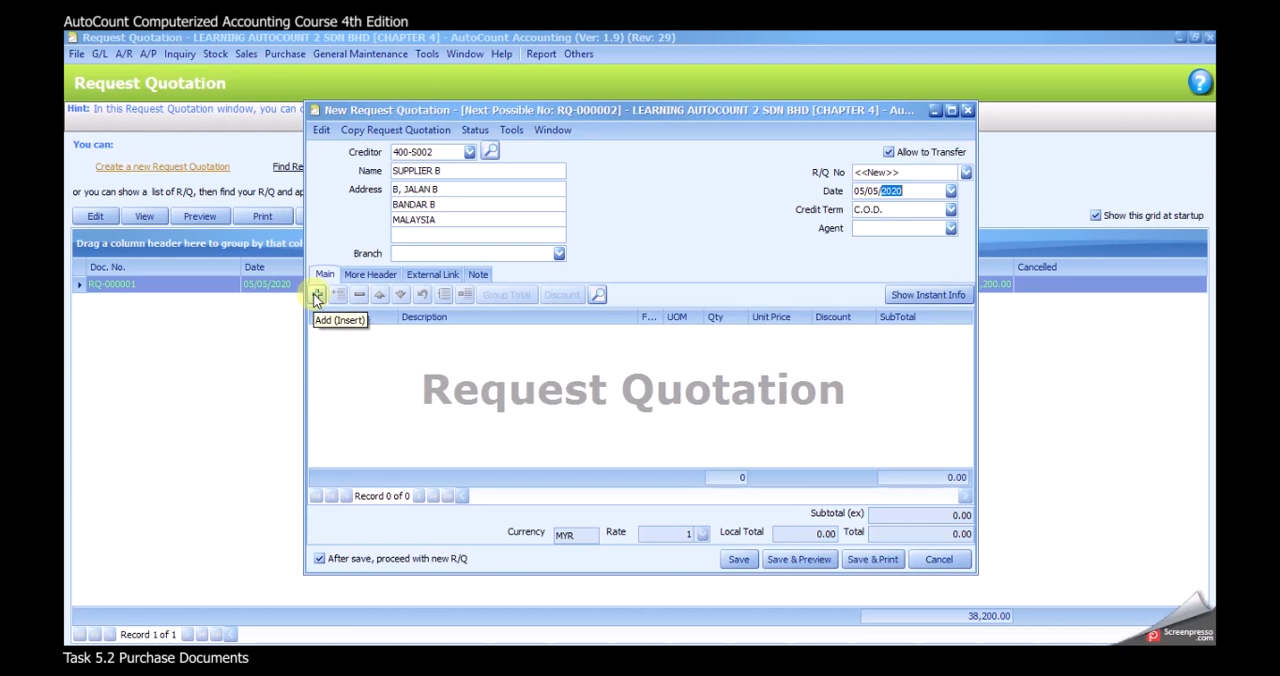 AutoCount Computerized Accounting Course 4th Edition
Request Quotation - LEARNING AUTOCOUNT 2 SDN BHD [CHAPTER 4] - AutoCount Accounting (Ver: 1.9) (Rev: 29)
File G/L A/R A/P Inquiry Stock Sales Purchase General Maintenance Tools Window Help Report Others
Request Quotation
Hint: In this Request Quotation window, you can
You can:
Create a new Request Quotation Find Re
or you can show a list of R/Q, then find your R/Q and ap
Edit View Preview Print
Show this grid at startup
Drag a column header here to group by that col
Doc. No. Date Cancelled
RQ-000001 05/05/2020 ,200.00
New Request Quotation - [Next Possible No: RQ-000002] - LEARNING AUTOCOUNT 2 SDN BHD [CHAPTER 4] - Au...
Edit Copy Request Quotation Status Tools Window
Creditor 400-S002 Allow to Transfer
Name SUPPLIER B R/Q No <<New>>
Address B, JALAN B Date 05/05/2020
BANDAR B Credit Term C.O.D.
MALAYSIA Agent
Branch
Main More Header External Link Note
Group Total Discount Show Instant Info
Add (Insert)
Description F... UOM Qty Unit Price Discount SubTotal
Request Quotation
0 0.00
Record 0 of 0
Subtotal (ex) 0.00
Currency MYR Rate 1 Local Total 0.00 Total 0.00
After save, proceed with new R/Q Save Save & Preview Save & Print Cancel
38,200.00
Record 1 of 1
Screenpresso
.com
Task 5.2 Purchase Documents